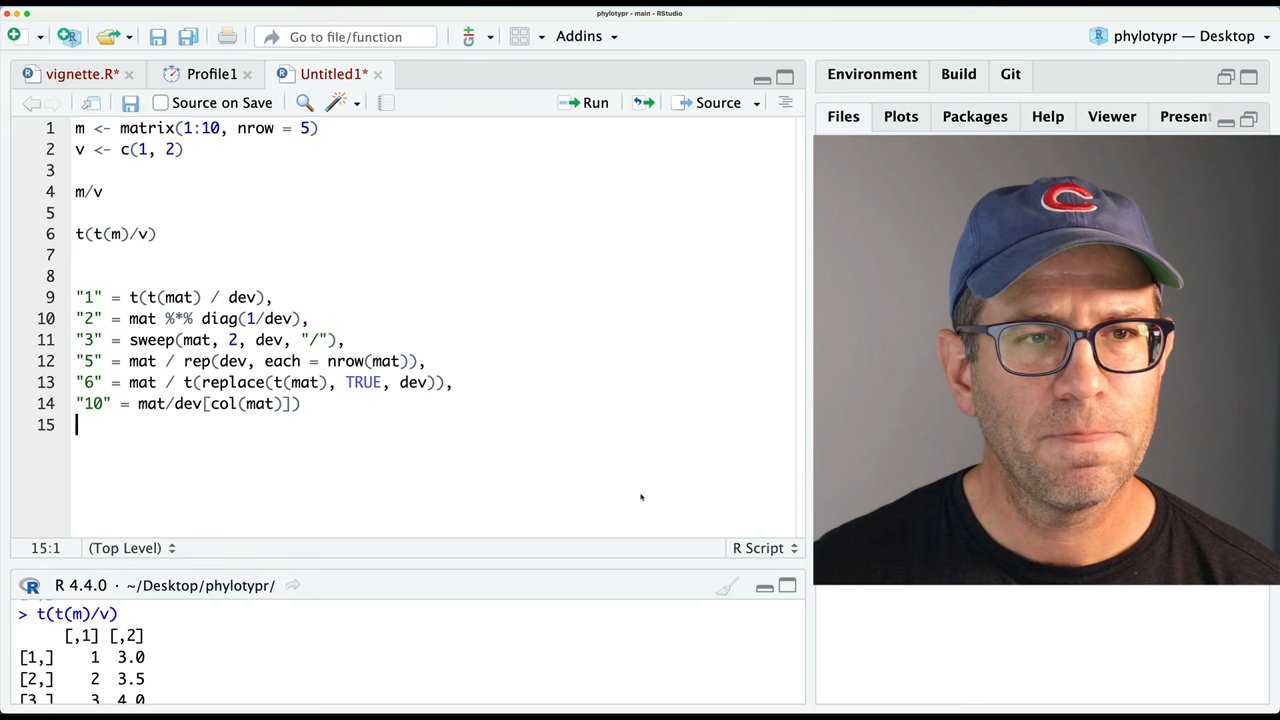 phylotypr - main - RStudio
Go to file/function
Addins
phylotypr — Desktop
vignette.R*
Profile1
Untitled1*
Environment
Build
Git
Source on Save
Run
Source
Files
Plots
Packages
Help
Viewer
Present
1 m <- matrix(1:10, nrow = 5)
2 v <- c(1, 2)
3
4 m/v
5
6 t(t(m)/v)
7
8
9 "1" = t(t(mat) / dev),
10 "2" = mat %*% diag(1/dev),
11 "3" = sweep(mat, 2, dev, "/"),
12 "5" = mat / rep(dev, each = nrow(mat)),
13 "6" = mat / t(replace(t(mat), TRUE, dev)),
14 "10" = mat/dev[col(mat)])
15
C
15:1
(Top Level)
R Script
R 4.4.0 · ~/Desktop/phylotypr/
> t(t(m)/v)
[,1] [,2]
[1,] 1 3.0
[2,] 2 3.5
[3,] 3 4.0